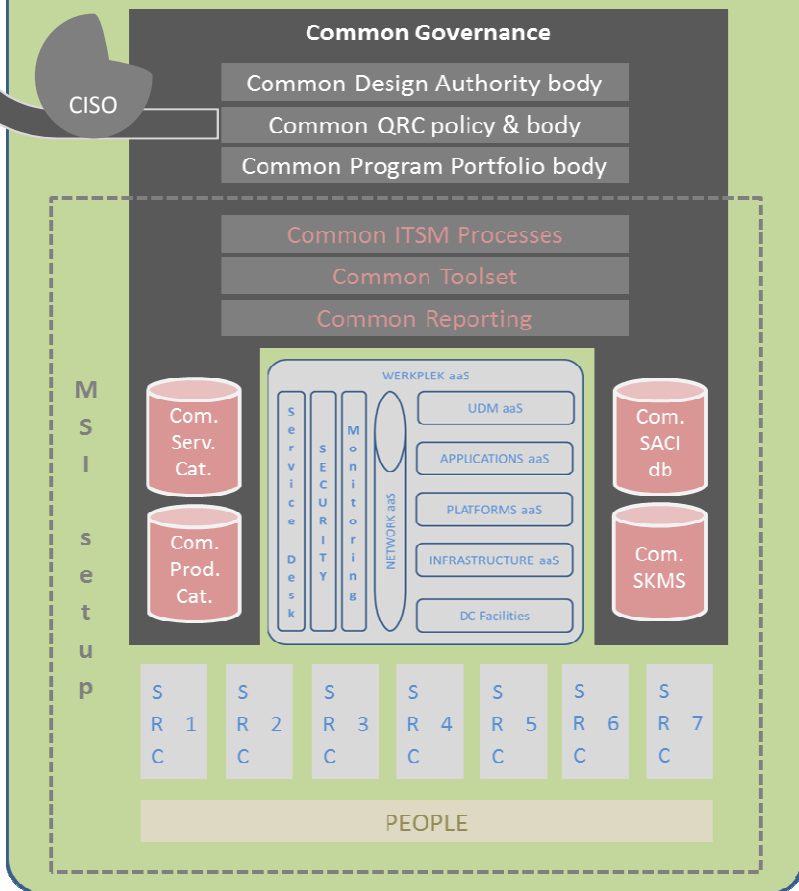 Common Governance
Common Design Authority body
CISO
Common QRC policy & body
Common Program Portfolio body
Common ITSM Processes
Common Toolset
Common Reporting
MSI setup
Com.
Serv.
Cat.
Com.
Prod.
Cat.
WERKPLEK aaS
Service Desk
SECURITY
Monitoring
NETWORK aaS
UDM aaS
APPLICATIONS aaS
PLATFORMS aaS
INFRASTRUCTURE aaS
DC Facilities
Com.
SACI
db
Com.
SKMS
SRC 1
SRC 2
SRC 3
SRC 4
SRC 5
SRC 6
SRC 7
PEOPLE